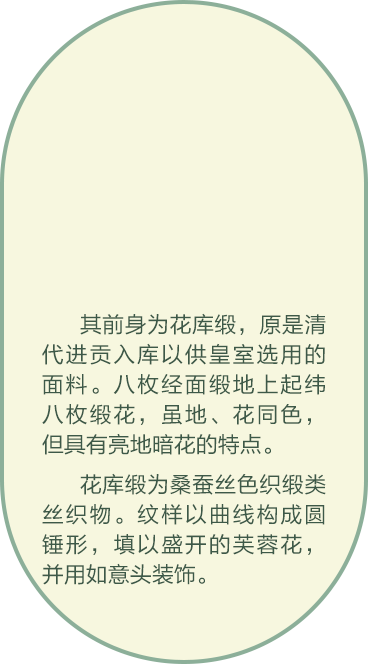 其前身为花库缎，原是清
代进贡入库以供皇室选用的
面料。八枚经面缎地上起纬
八枚缎花，虽地、花同色，
但具有亮地暗花的特点。
花库缎为桑蚕丝色织缎类
丝织物。纹样以曲线构成圆
锤形，填以盛开的芙蓉花，
并用如意头装饰。